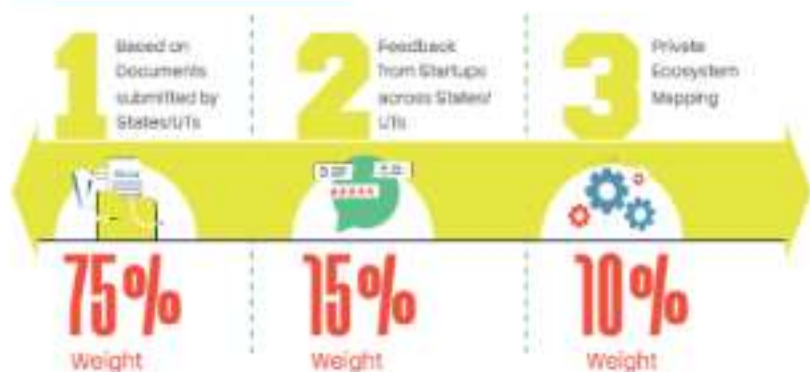 1
Based on
Documents
submitted by
States/UTs
2
Feedback
from Startups
across States/
UTs
3
Private
Ecosystem
Mapping
75%
Weight
15%
Weight
10%
Weight